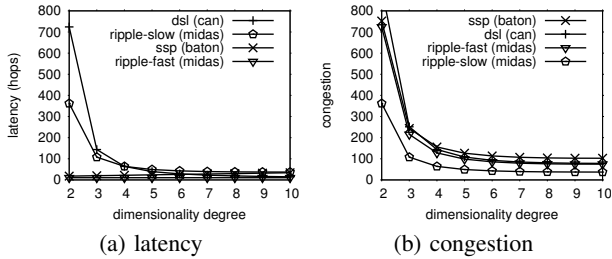 800
700
600
500
400
300
200
100
0
latency (hops)
dsl (can)
ripple-slow (midas)
ssp (baton)
ripple-fast (midas)
2 3 4 5 6 7 8 9 10
dimensionality degree
(a) latency
800
700
600
500
400
300
200
100
0
congestion
ssp (baton)
dsl (can)
ripple-fast (midas)
ripple-slow (midas)
2 3 4 5 6 7 8 9 10
dimensionality degree
(b) congestion